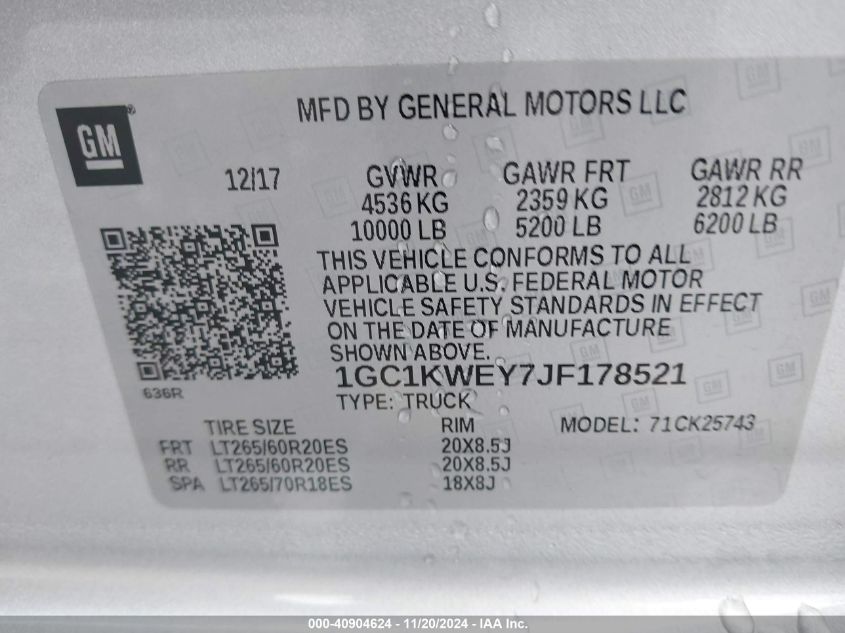 GM
MFD BY GENERAL MOTORS LLC
12/17 GVWR GAWR FRT GAWR RR
4536 KG 2359 KG 2812 KG
10000 LB 5200 LB 6200 LB
THIS VEHICLE CONFORMS TO ALL
APPLICABLE U.S. FEDERAL MOTOR
VEHICLE SAFETY STANDARDS IN EFFECT
ON THE DATE OF MANUFACTURE
SHOWN ABOVE.
636R
1GC1KWEY7JF178521
TYPE: TRUCK
TIRE SIZE RIM MODEL: 71CK25743
FRT LT265/60R20ES 20X8.5J
RR LT265/60R20ES 20X8.5J
SPA LT265/70R18ES 18X8J
000-40904624 - 11/20/2024 - IAA Inc.